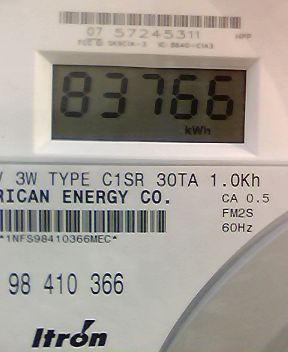 07 57245311
83766
kWh
V 3W TYPE C1SR 30TA 1.0Kh
RICAN ENERGY CO.
CA 0.5
FM2S
60Hz
*1NFS98410366MEC*
98 410 366
Itron